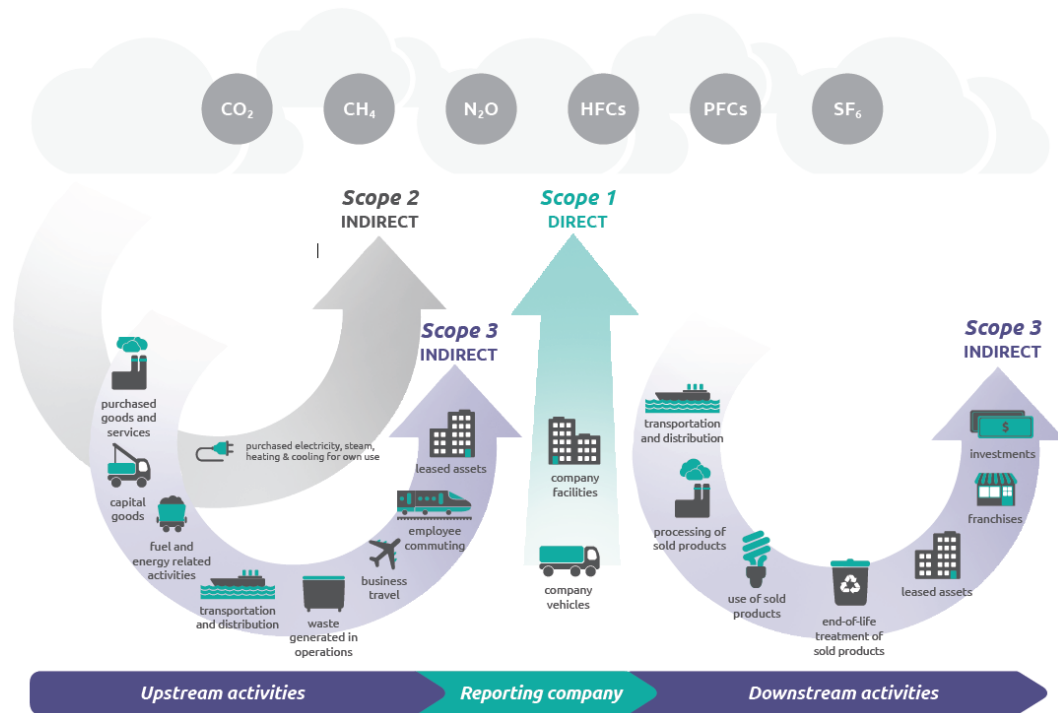 CO₂
CH₄
N₂O
HFCs
PFCs
SF₆
Scope 2
INDIRECT
Scope 1
DIRECT
Scope 3
INDIRECT
Scope 3
INDIRECT
purchased
goods and
services
capital
goods
fuel and
energy related
activities
transportation
and distribution
waste
generated in
operations
business
travel
employee
commuting
leased assets
purchased electricity, steam,
heating & cooling for own use
company
facilities
company
vehicles
transportation
and distribution
processing of
sold products
use of sold
products
end-of-life
treatment of
sold products
leased assets
franchises
investments
$
Upstream activities
Reporting company
Downstream activities